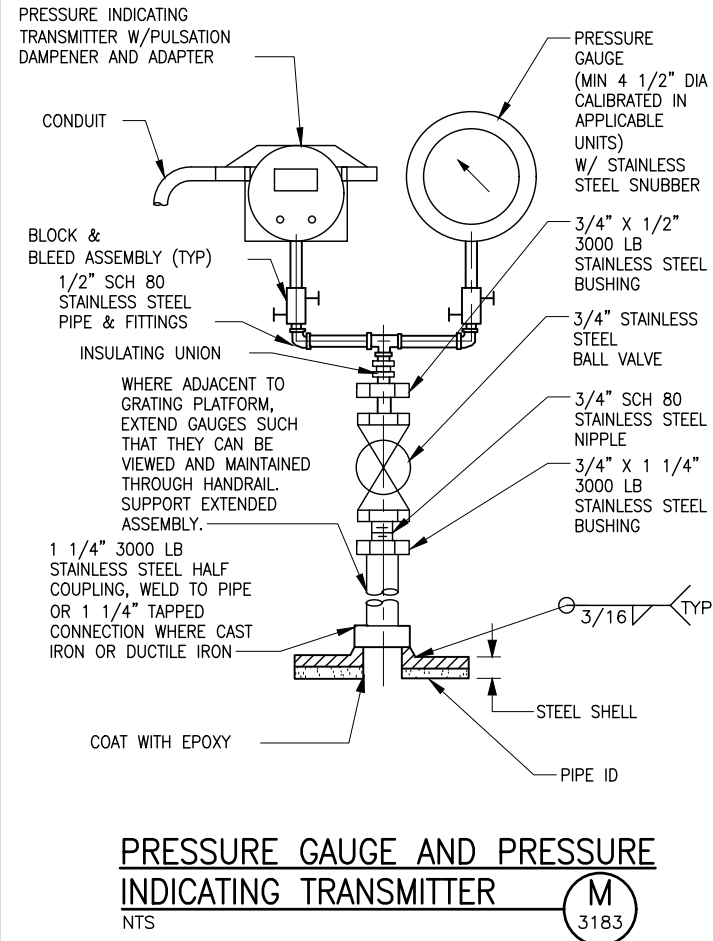 PRESSURE INDICATING
TRANSMITTER W/PULSATION
DAMPENER AND ADAPTER
CONDUIT
BLOCK &
BLEED ASSEMBLY (TYP)
1/2" SCH 80
STAINLESS STEEL
PIPE & FITTINGS
INSULATING UNION
WHERE ADJACENT TO
GRATING PLATFORM,
EXTEND GAUGES SUCH
THAT THEY CAN BE
VIEWED AND MAINTAINED
THROUGH HANDRAIL.
SUPPORT EXTENDED
ASSEMBLY.
1 1/4" 3000 LB
STAINLESS STEEL HALF
COUPLING, WELD TO PIPE
OR 1 1/4" TAPPED
CONNECTION WHERE CAST
IRON OR DUCTILE IRON
COAT WITH EPOXY
PRESSURE
GAUGE
(MIN 4 1/2" DIA
CALIBRATED IN
APPLICABLE
UNITS)
W/ STAINLESS
STEEL SNUBBER
3/4" X 1/2"
3000 LB
STAINLESS STEEL
BUSHING
3/4" STAINLESS
STEEL
BALL VALVE
3/4" SCH 80
STAINLESS STEEL
NIPPLE
3/4" X 1 1/4"
3000 LB
STAINLESS STEEL
BUSHING
3/16
TYP
STEEL SHELL
PIPE ID
PRESSURE GAUGE AND PRESSURE
INDICATING TRANSMITTER
NTS
M
3183